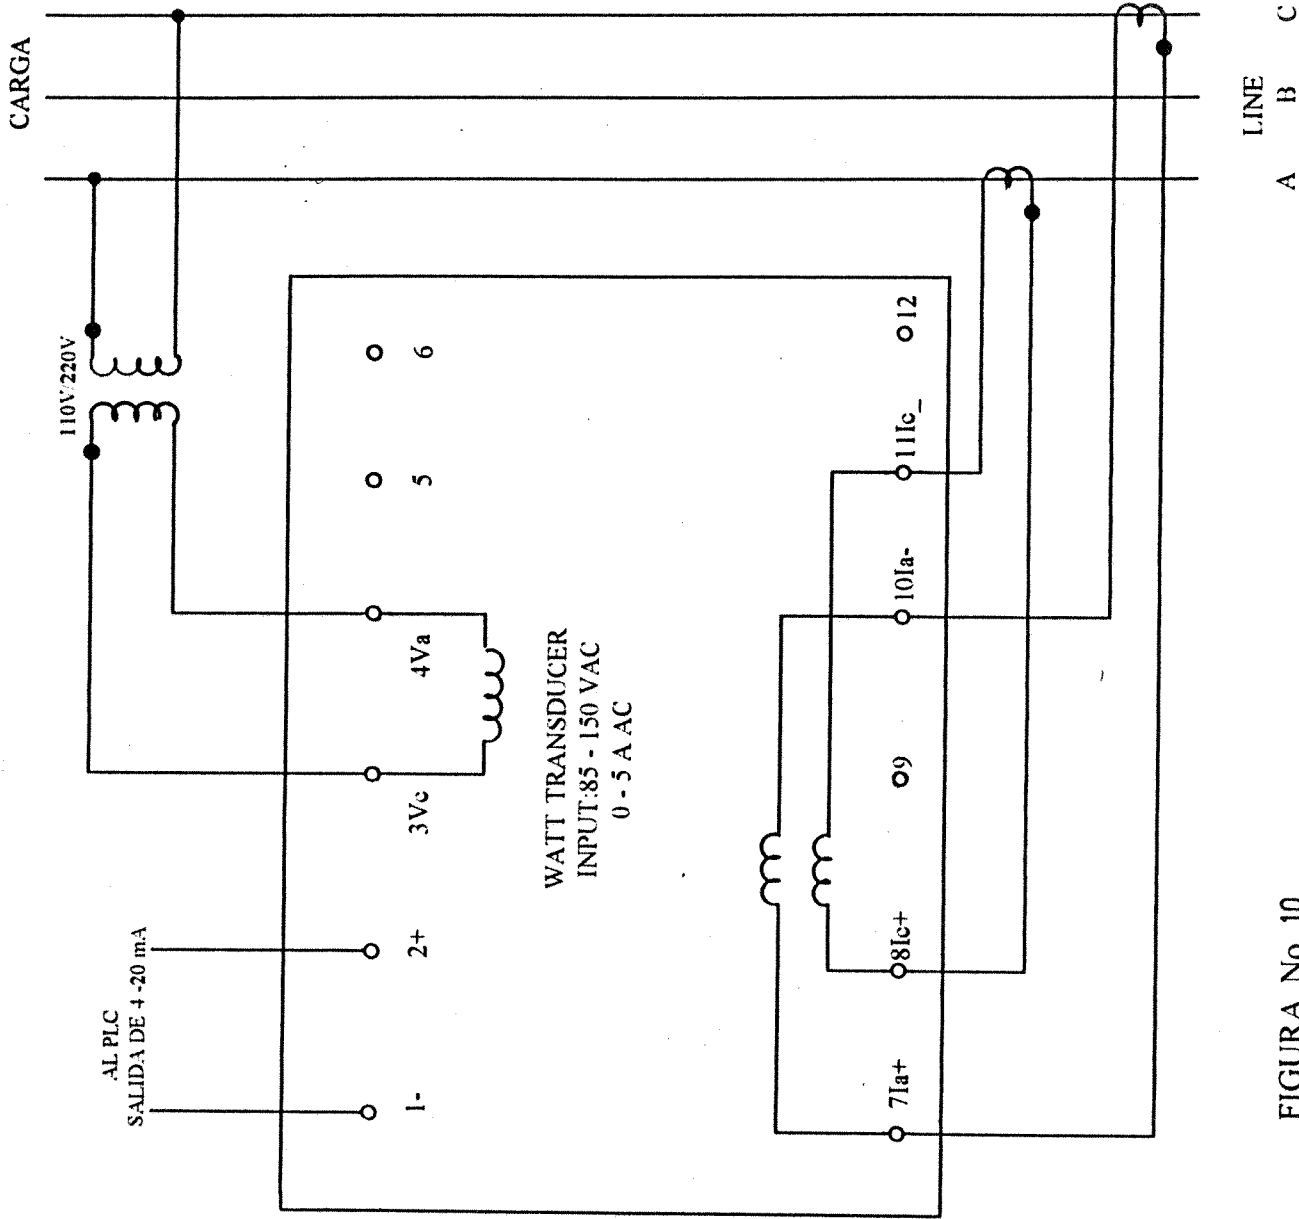 CARGA
110V/220V
AL PLC
SALIDA DE 4 -20 mA
1-
2+
3Vc
4Va
5
6
WATT TRANSDUCER
INPUT:85 - 150 VAC
0 - 5 A AC
7Ia+
8Ic+
9
10Ia-
11Ic_
12
LINE
A
B
C
FIGURA No. 10